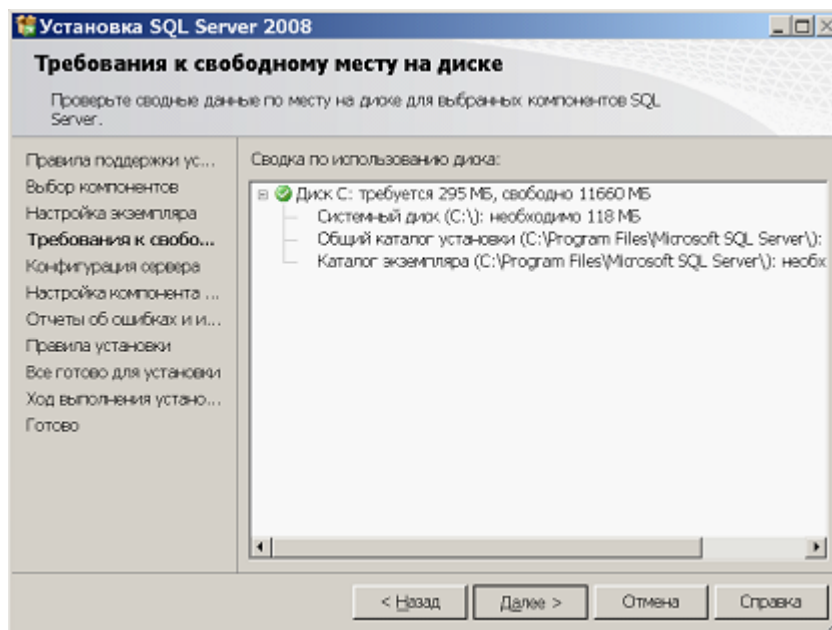 Установка SQL Server 2008
Требования к свободному месту на диске
Проверьте сводные данные по месту на диске для выбранных компонентов SQL
Server.
Правила поддержки ус...
Выбор компонентов
Настройка экземпляра
Требования к свобо...
Конфигурация сервера
Настройка компонента ...
Отчеты об ошибках и и...
Правила установки
Все готово для установки
Ход выполнения устано...
Готово
Сводка по использованию диска:
Диск C: требуется 295 МБ, свободно 11660 МБ
Системный диск (C:\): необходимо 118 МБ
Общий каталог установки (C:\Program Files\Microsoft SQL Server\):
Каталог экземпляра (C:\Program Files\Microsoft SQL Server\): необх
< Назад
Далее >
Отмена
Справка